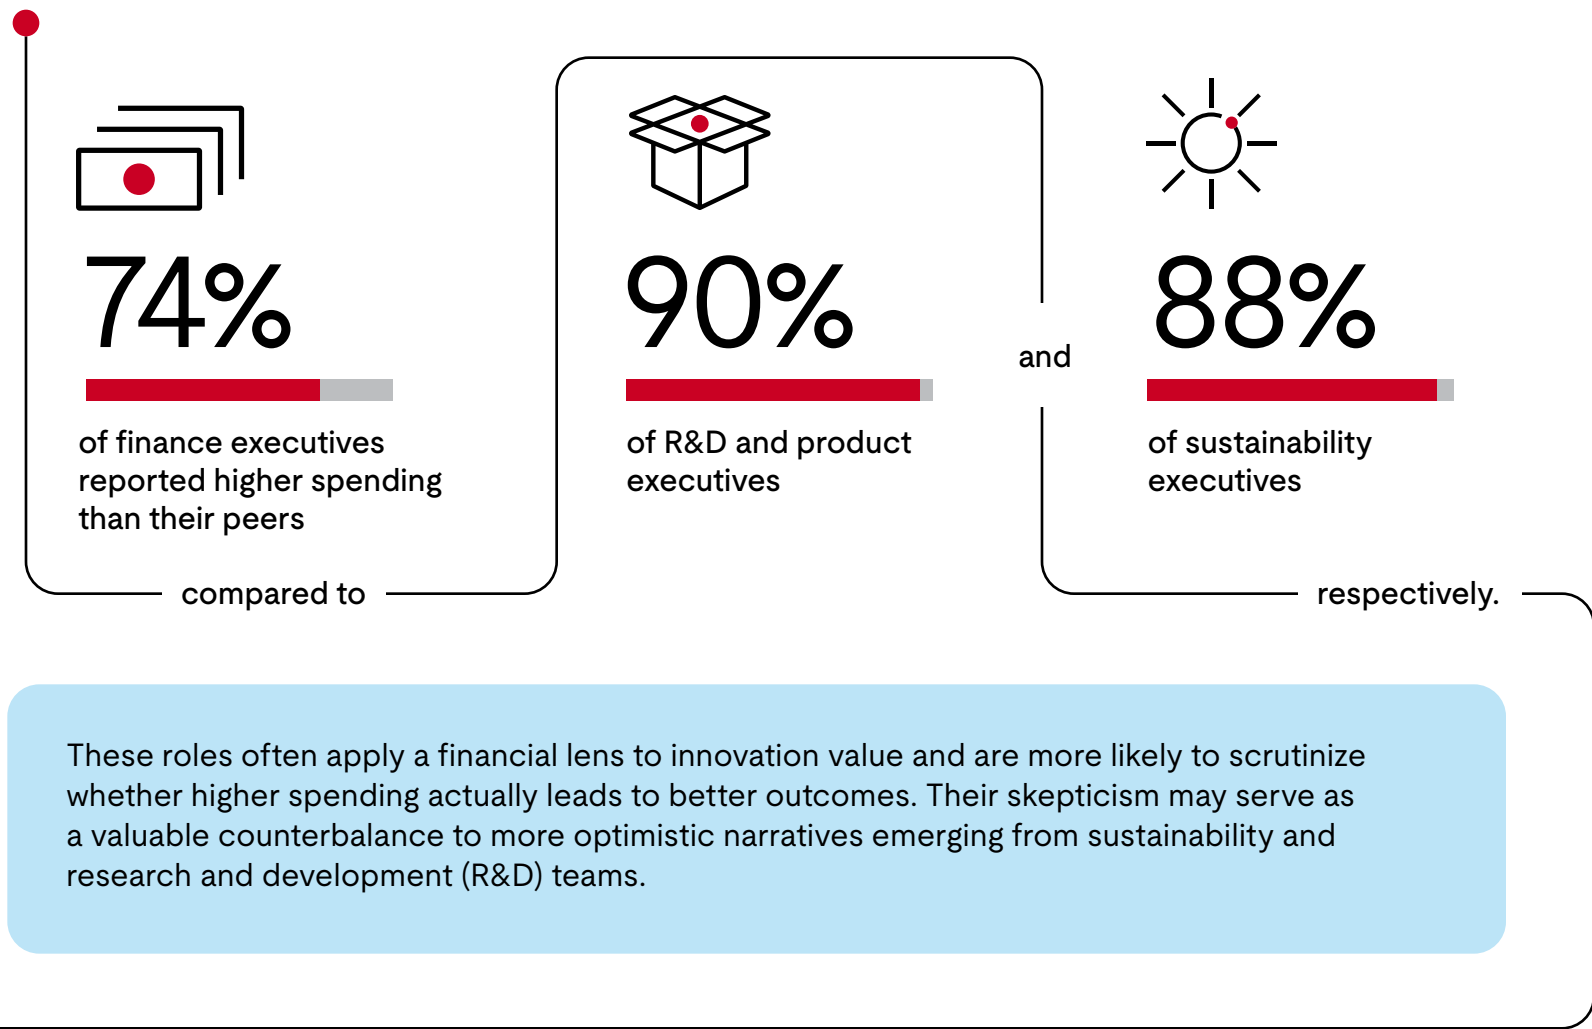 74%
of finance executives
reported higher spending
than their peers
compared to
90%
of R&D and product
executives
and
88%
of sustainability
executives
respectively.
These roles often apply a financial lens to innovation value and are more likely to scrutinize
whether higher spending actually leads to better outcomes. Their skepticism may serve as
a valuable counterbalance to more optimistic narratives emerging from sustainability and
research and development (R&D) teams.